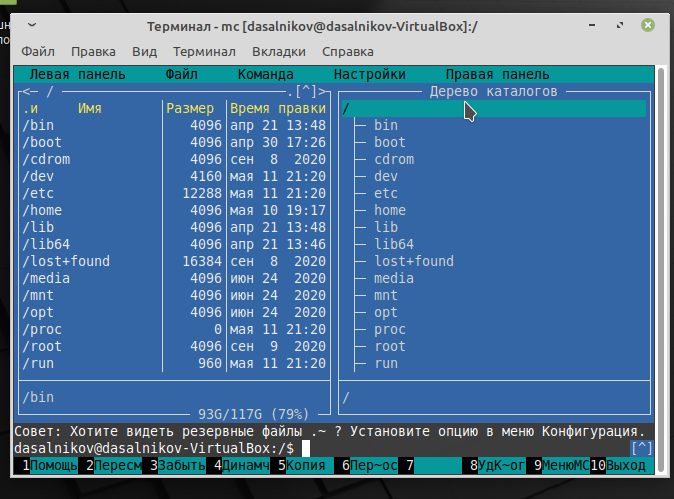 Терминал - mc [dasalnikov@dasalnikov-VirtualBox]:/
Файл Правка Вид Терминал Вкладки Справка
Левая панель Файл Команда Настройки Правая панель
<─ / .[^]> Дерево каталогов
.и Имя Размер Время правки /
/bin 4096 апр 21 13:48 bin
/boot 4096 апр 30 17:26 boot
/cdrom 4096 сен 8 2020 cdrom
/dev 4160 мая 11 21:20 dev
/etc 12288 мая 11 21:20 etc
/home 4096 мая 10 19:17 home
/lib 4096 апр 21 13:48 lib
/lib64 4096 апр 21 13:46 lib64
/lost+found 16384 сен 8 2020 lost+found
/media 4096 июн 24 2020 media
/mnt 4096 июн 24 2020 mnt
/opt 4096 июн 24 2020 opt
/proc 0 мая 11 21:20 proc
/root 4096 сен 9 2020 root
/run 960 мая 11 21:20 run
/bin /
93G/117G (79%)
Совет: Хотите видеть резервные файлы .~ ? Установите опцию в меню Конфигурация.
dasalnikov@dasalnikov-VirtualBox:/$ [^]
1Помощь 2Пересм 3Забыть 4Динамч 5Копия 6Пер~ос 7 8УдК~ог 9МенюMC 10Выход